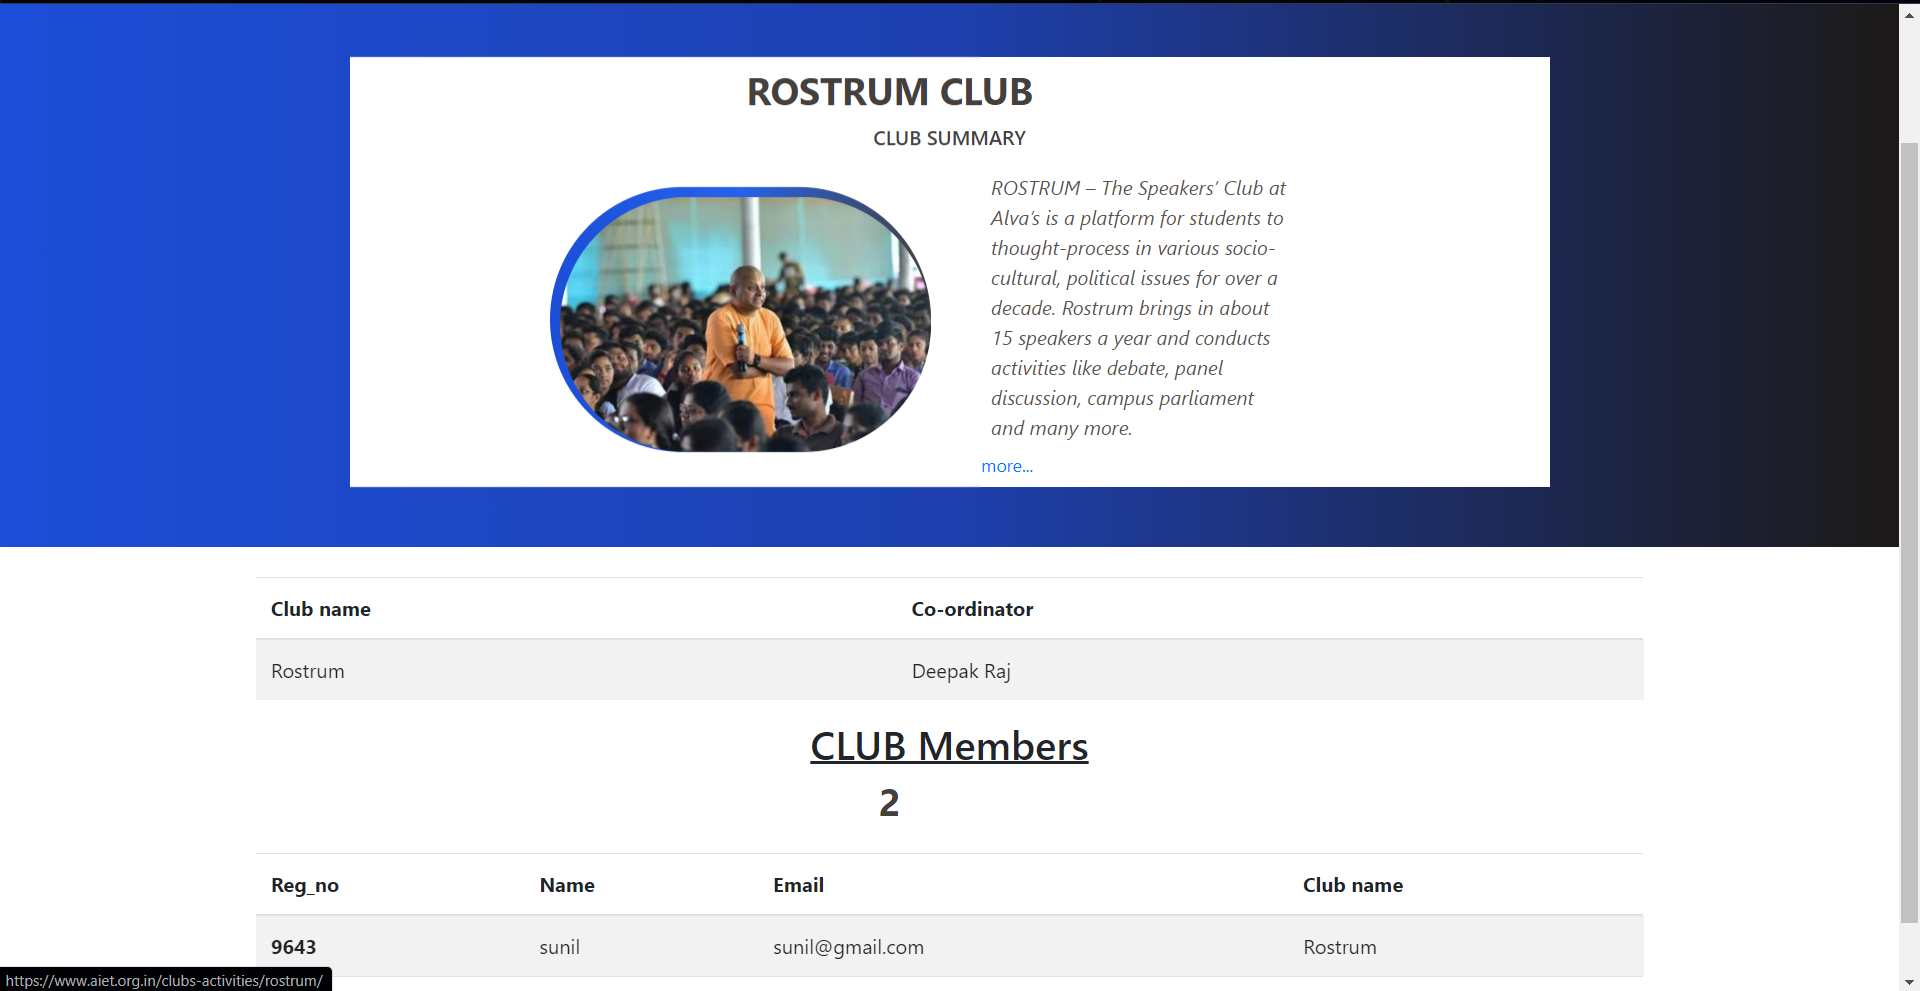 ROSTRUM CLUB
CLUB SUMMARY
ROSTRUM – The Speakers’ Club at
Alva’s is a platform for students to
thought-process in various socio-
cultural, political issues for over a
decade. Rostrum brings in about
15 speakers a year and conducts
activities like debate, panel
discussion, campus parliament
and many more.
more...
Club name Co-ordinator
Rostrum Deepak Raj
CLUB Members
2
Reg_no Name Email Club name
9643 sunil sunil@gmail.com Rostrum
https://www.aiet.org.in/clubs-activities/rostrum/